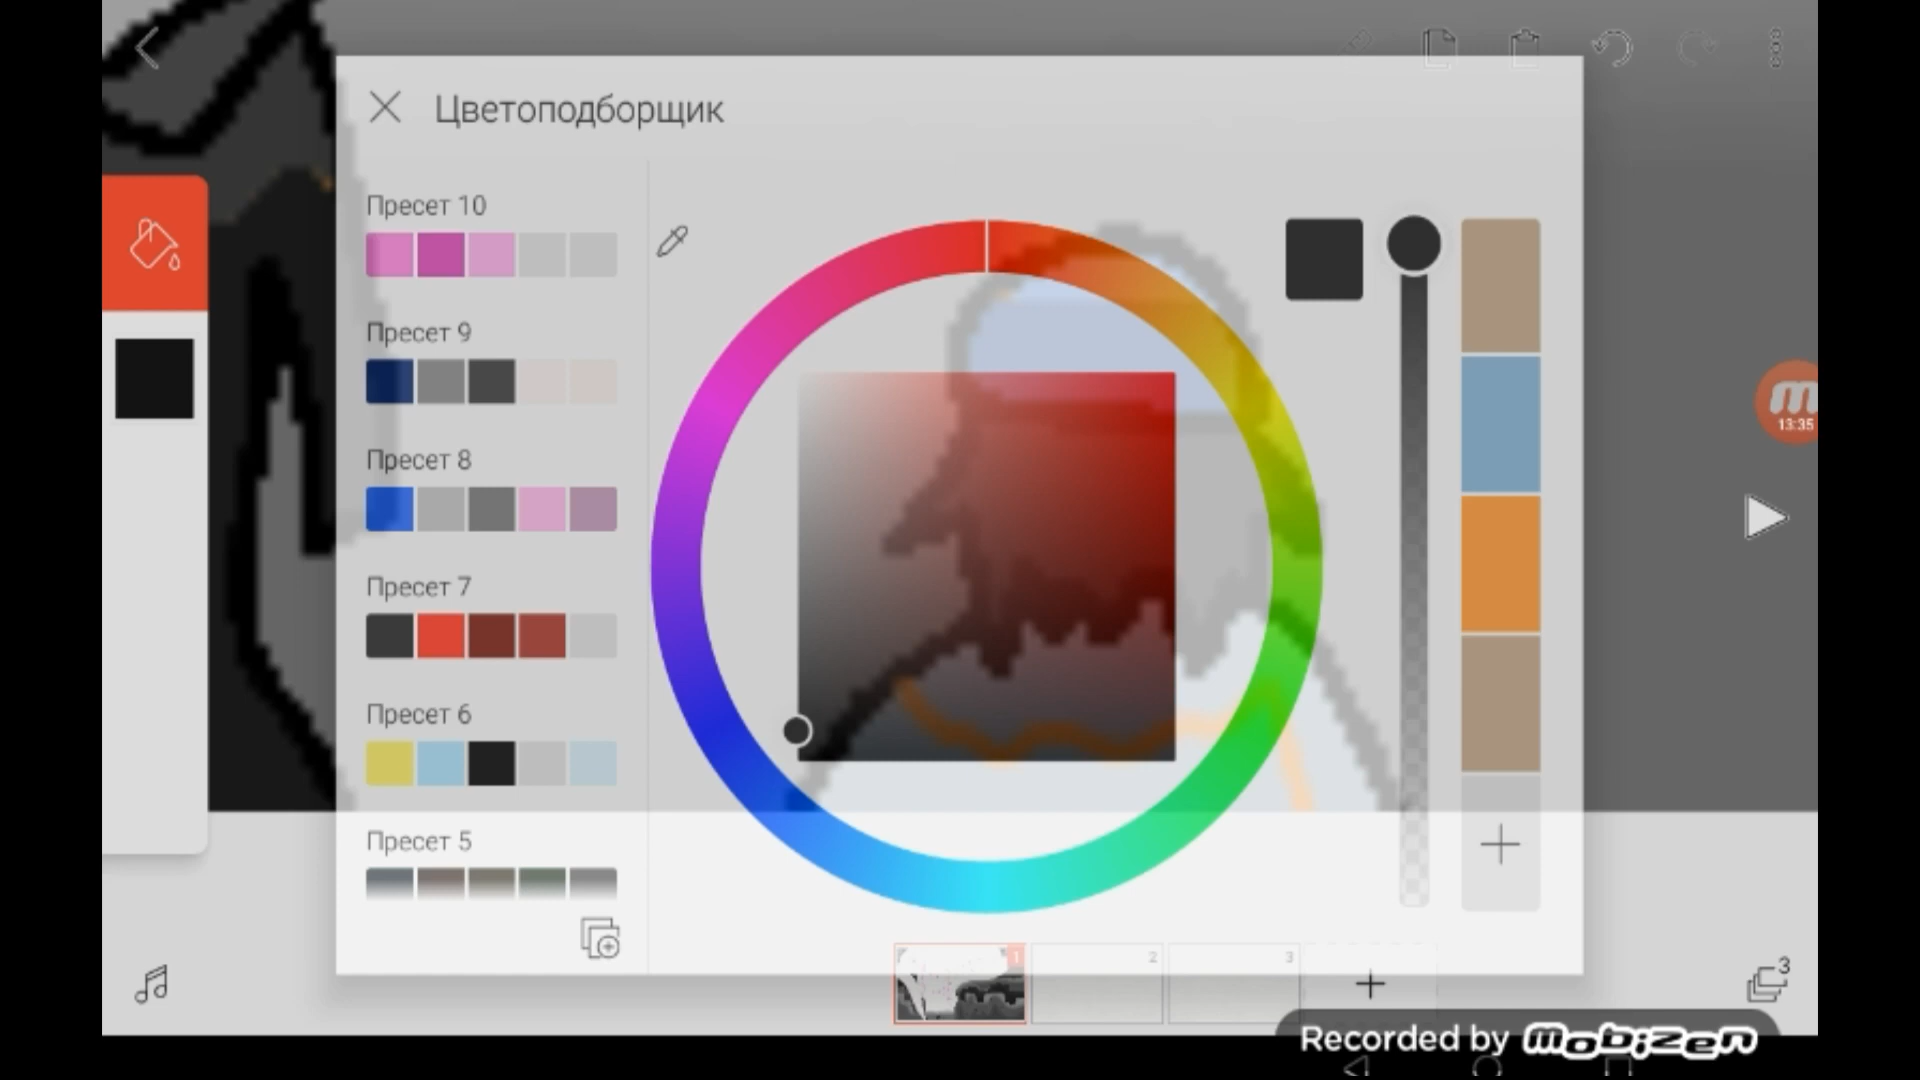 Цветоподборщик
Пресет 10
Пресет 9
Пресет 8
Пресет 7
Пресет 6
Пресет 5
m
13:35
1
2
3
3
Recorded by mobizen